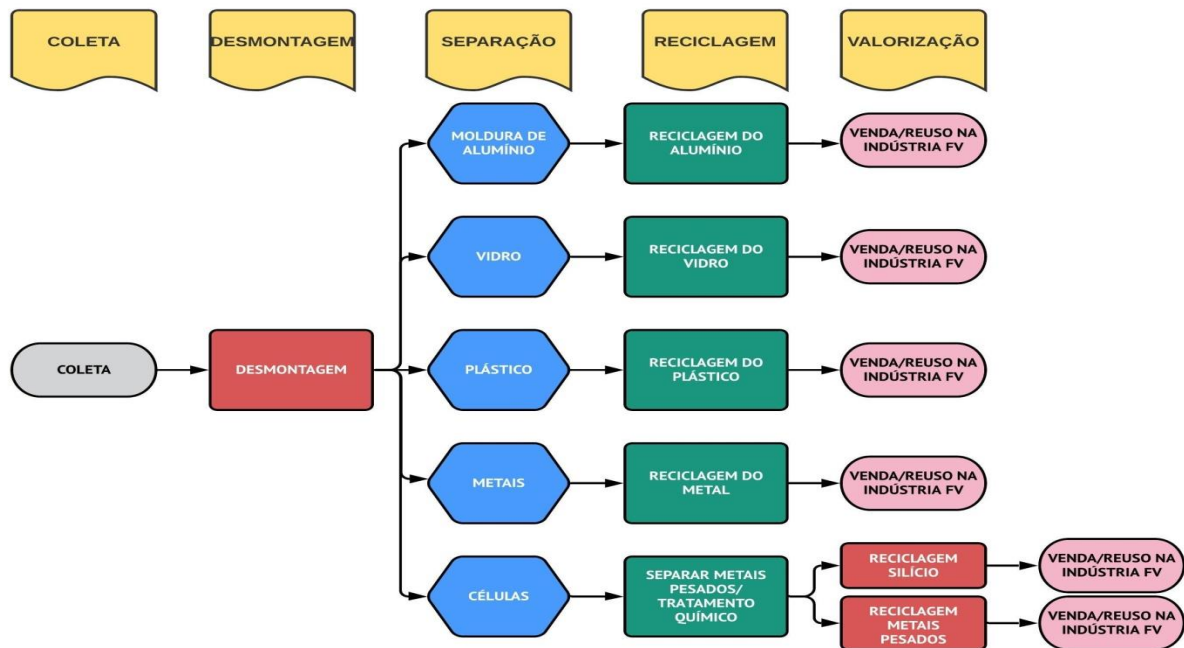 COLETA
DESMONTAGEM
SEPARAÇÃO
RECICLAGEM
VALORIZAÇÃO
MOLDURA DE
ALUMÍNIO
RECICLAGEM DO
ALUMÍNIO
VENDA/REUSO NA
INDÚSTRIA FV
VIDRO
RECICLAGEM DO
VIDRO
VENDA/REUSO NA
INDÚSTRIA FV
COLETA
DESMONTAGEM
PLÁSTICO
RECICLAGEM DO
PLÁSTICO
VENDA/REUSO NA
INDÚSTRIA FV
METAIS
RECICLAGEM DO
METAL
VENDA/REUSO NA
INDÚSTRIA FV
CÉLULAS
SEPARAR METAIS
PESADOS/
TRATAMENTO
QUÍMICO
RECICLAGEM
SILÍCIO
VENDA/REUSO NA
INDÚSTRIA FV
RECICLAGEM
METAIS
PESADOS
VENDA/REUSO NA
INDÚSTRIA FV